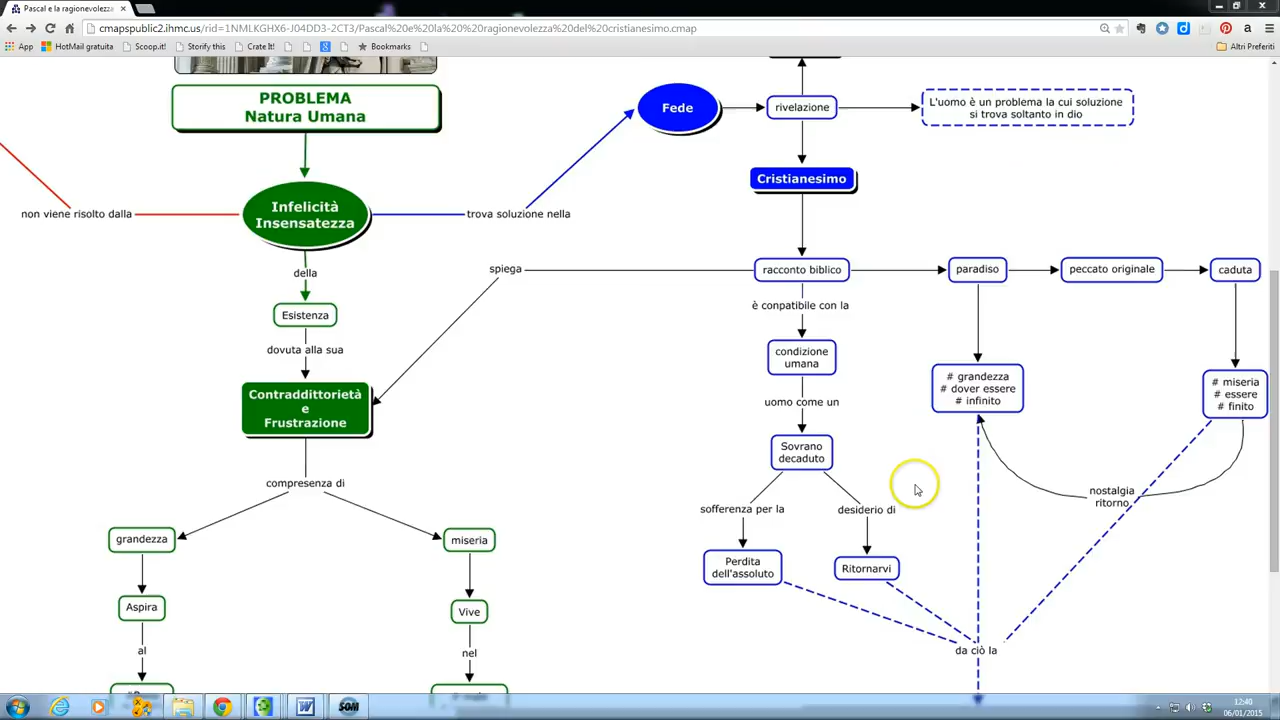 Pascal e la ragionevolezza
cmapspublic2.ihmc.us/rid=1NMLKGHX6-J04DD3-2CT3/Pascal%20e%20la%20%20ragionevolezza%20del%20cristianesimo.cmap
App
HotMail gratuita
Scoop.it!
Storify this
Crate It!
Bookmarks
Altri Preferiti
PROBLEMA
Natura Umana
Fede
rivelazione
L'uomo è un problema la cui soluzione
si trova soltanto in dio
Cristianesimo
non viene risolto dalla
Infelicità
Insensatezza
trova soluzione nella
della
spiega
racconto biblico
paradiso
peccato originale
caduta
Esistenza
è conpatibile con la
dovuta alla sua
condizione
umana
Contraddittorietà
e
Frustrazione
uomo come un
# grandezza
# dover essere
# infinito
# miseria
# essere
# finito
Sovrano
decaduto
compresenza di
nostalgia
ritorno
sofferenza per la
desiderio di
grandezza
miseria
Perdita
dell'assoluto
Ritornarvi
Aspira
Vive
al
nel
da ciò la
12:40
06/01/2015